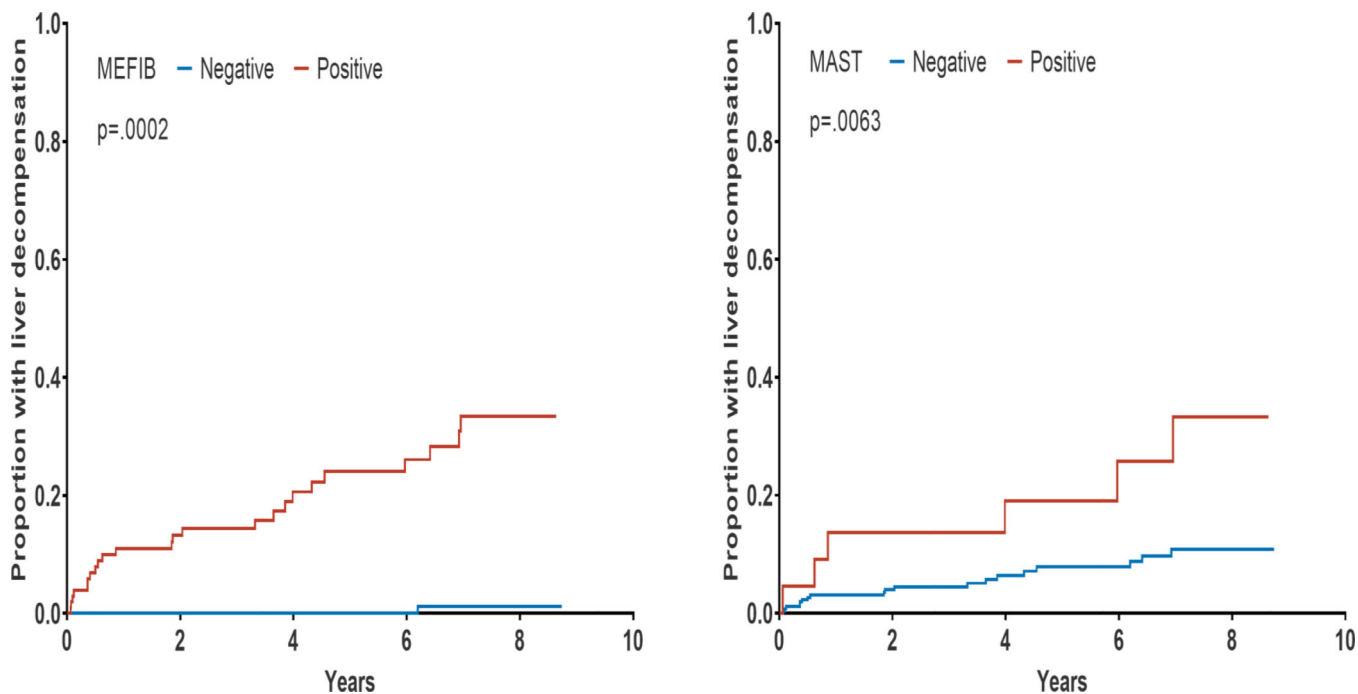 MEFIB Negative Positive
p=.0002
Proportion with liver decompensation
1.0
0.8
0.6
0.4
0.2
0.0
0 2 4 6 8 10
Years
MAST Negative Positive
p=.0063
Proportion with liver decompensation
1.0
0.8
0.6
0.4
0.2
0.0
0 2 4 6 8 10
Years